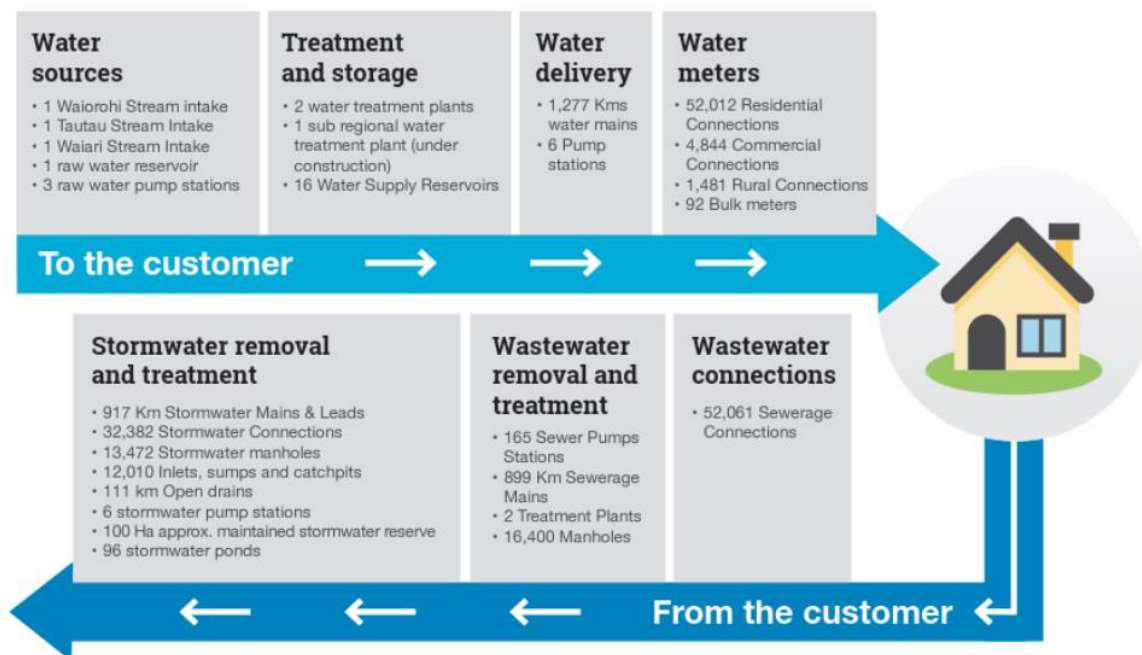 Water
sources
• 1 Waiorohi Stream intake
• 1 Tautau Stream Intake
• 1 Waiari Stream Intake
• 1 raw water reservoir
• 3 raw water pump stations
Treatment
and storage
• 2 water treatment plants
• 1 sub regional water
treatment plant (under
construction)
• 16 Water Supply Reservoirs
Water
delivery
• 1,277 Kms
water mains
• 6 Pump
stations
Water
meters
• 52,012 Residential
Connections
• 4,844 Commercial
Connections
• 1,481 Rural Connections
• 92 Bulk meters
To the customer
Stormwater removal
and treatment
• 917 Km Stormwater Mains & Leads
• 32,382 Stormwater Connections
• 13,472 Stormwater manholes
• 12,010 Inlets, sumps and catchpits
• 111 km Open drains
• 6 stormwater pump stations
• 100 Ha approx. maintained stormwater reserve
• 96 stormwater ponds
Wastewater
removal and
treatment
• 165 Sewer Pumps
Stations
• 899 Km Sewerage
Mains
• 2 Treatment Plants
• 16,400 Manholes
Wastewater
connections
• 52,061 Sewerage
Connections
From the customer